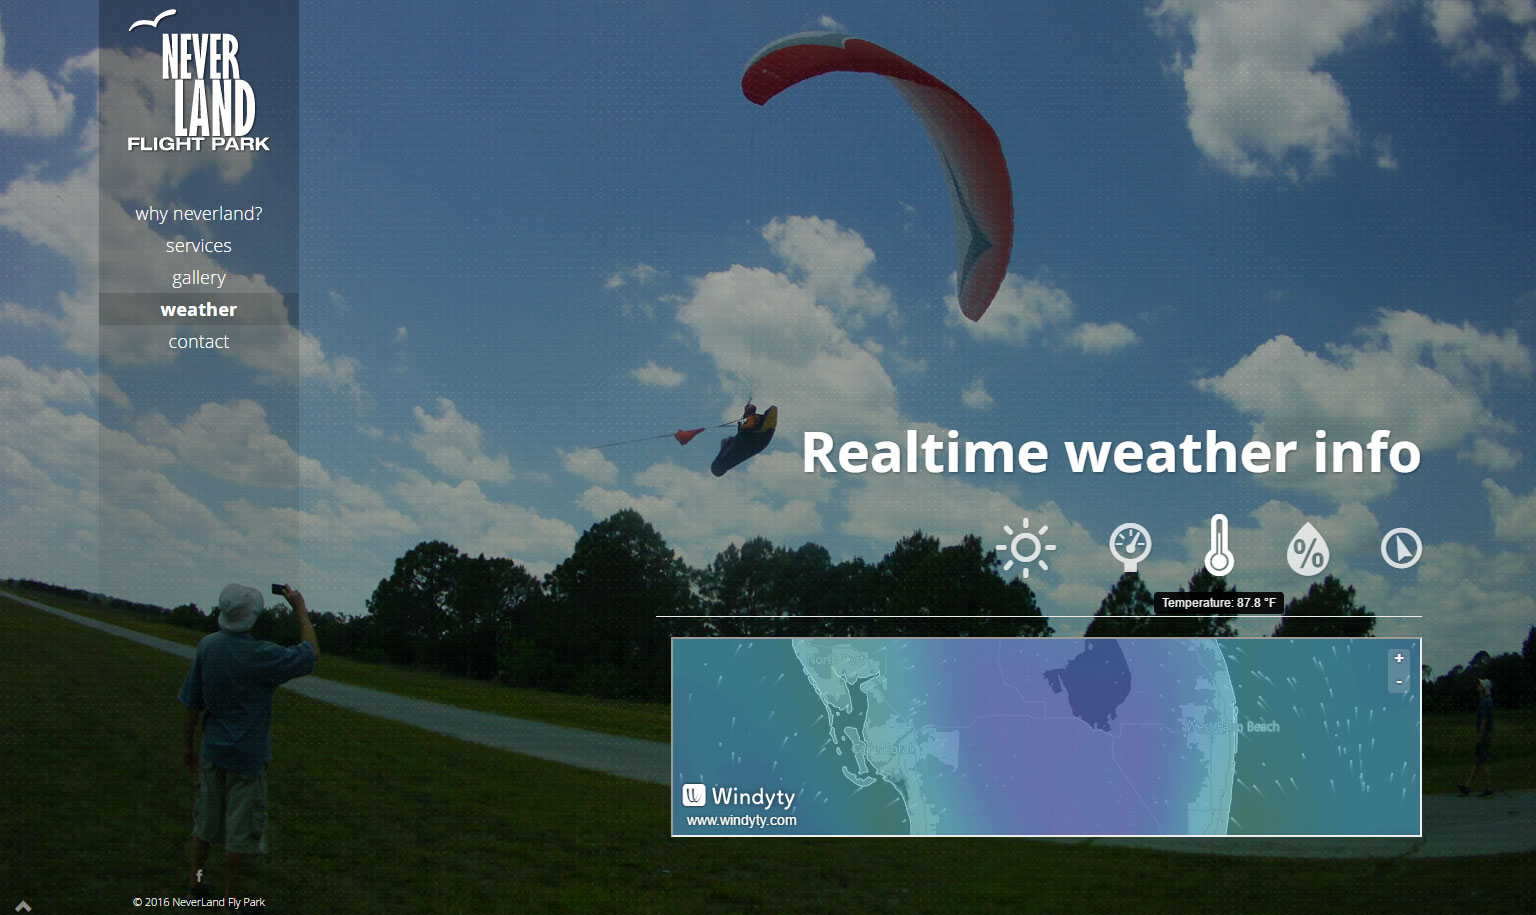 NEVER
LAND
FLIGHT PARK
why neverland?
services
gallery
weather
contact
Realtime weather info
%
Temperature: 87.8 °F
North Port
+
-
West Palm Beach
Cape Coral
Windyty
www.windyty.com
f
© 2016 NeverLand Fly Park